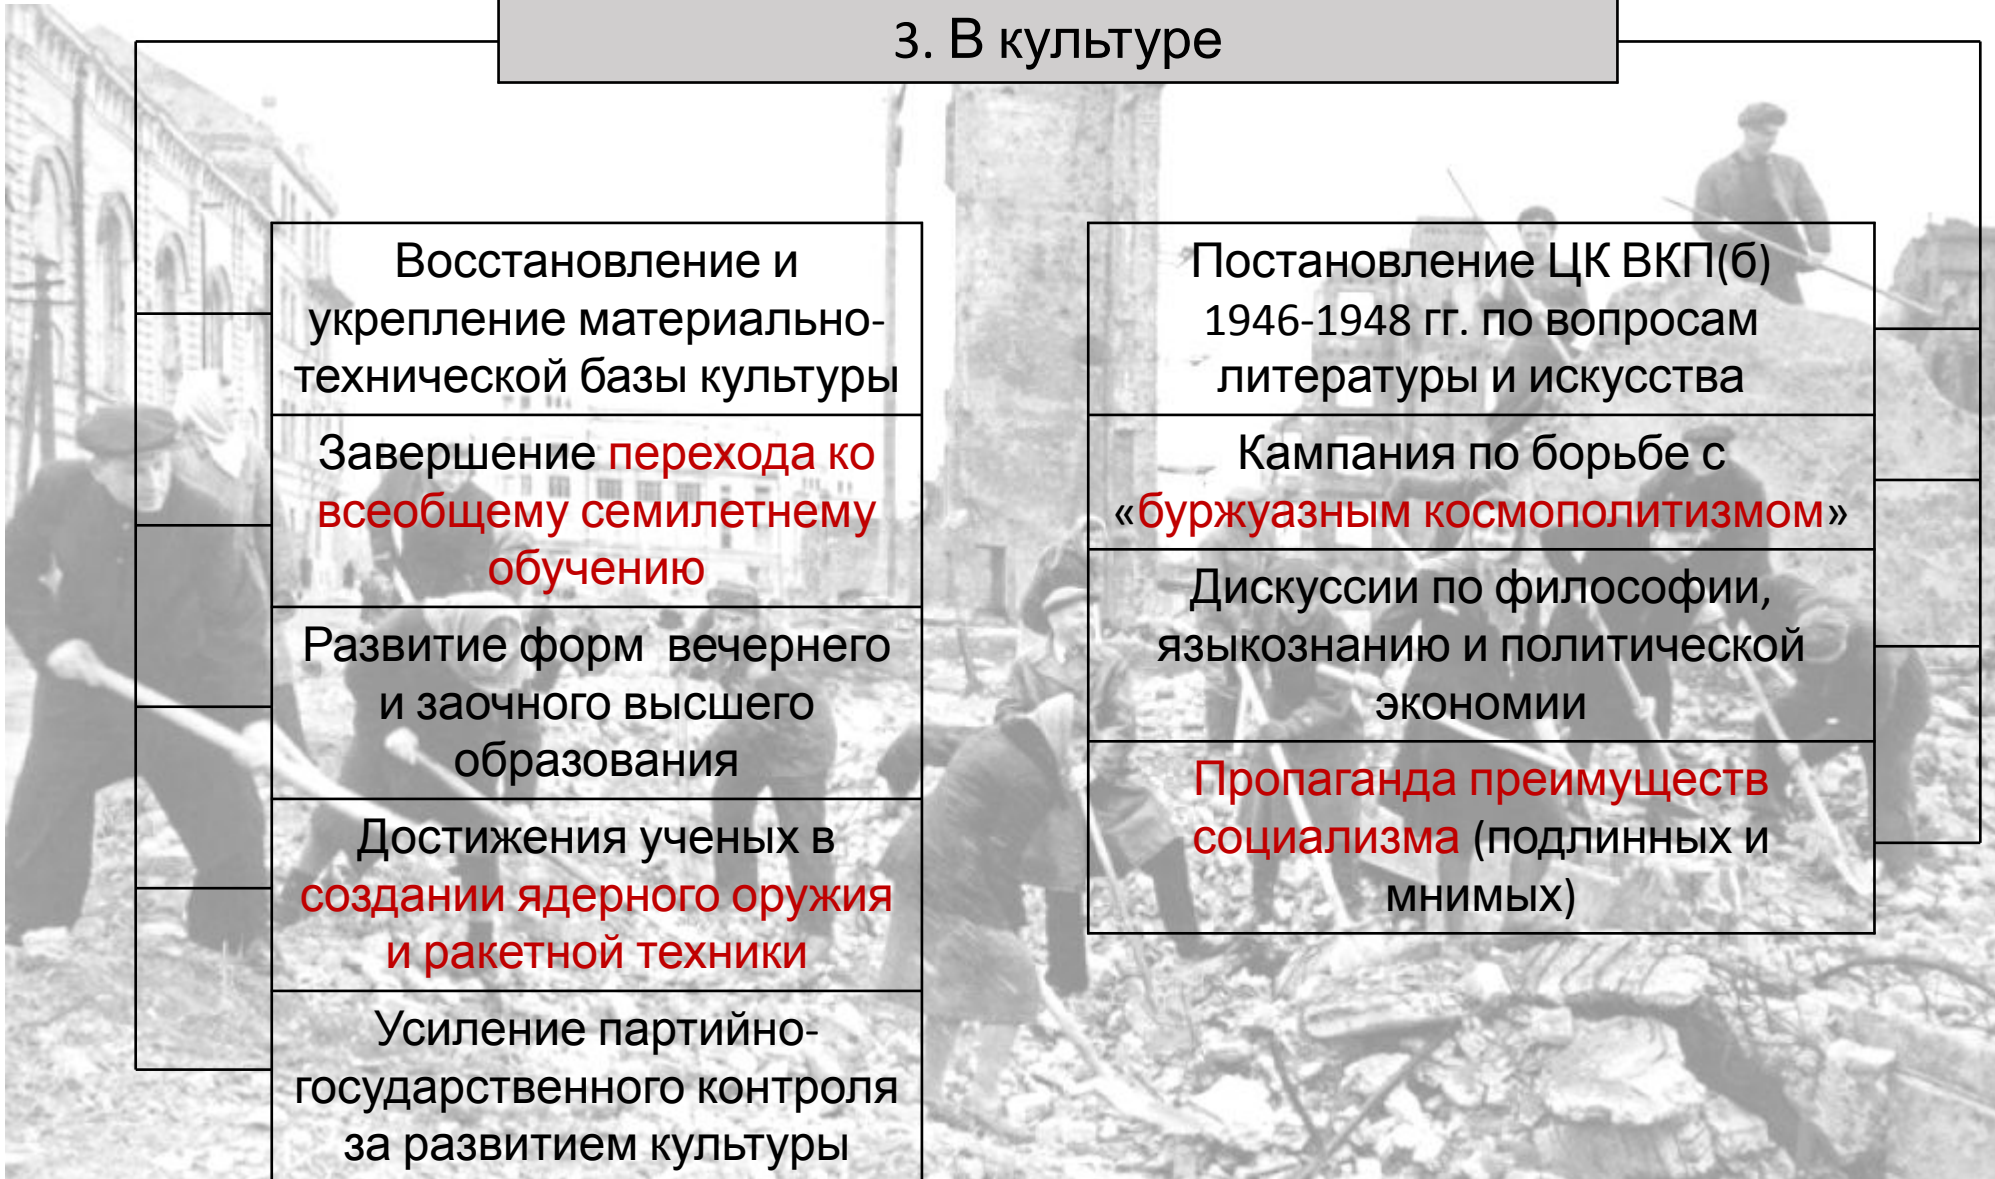 3. В культуре
Восстановление и
укрепление материально-
технической базы культуры
Завершение перехода ко
всеобщему семилетнему
обучению
Развитие форм  вечернего
и заочного высшего
образования
Достижения ученых в
создании ядерного оружия
и ракетной техники
Усиление партийно-
государственного контроля
за развитием культуры
Постановление ЦК ВКП(б)
1946-1948 гг. по вопросам
литературы и искусства
Кампания по борьбе с
«буржуазным космополитизмом»
Дискуссии по философии,
языкознанию и политической
экономии
Пропаганда преимуществ
социализма (подлинных и
мнимых)